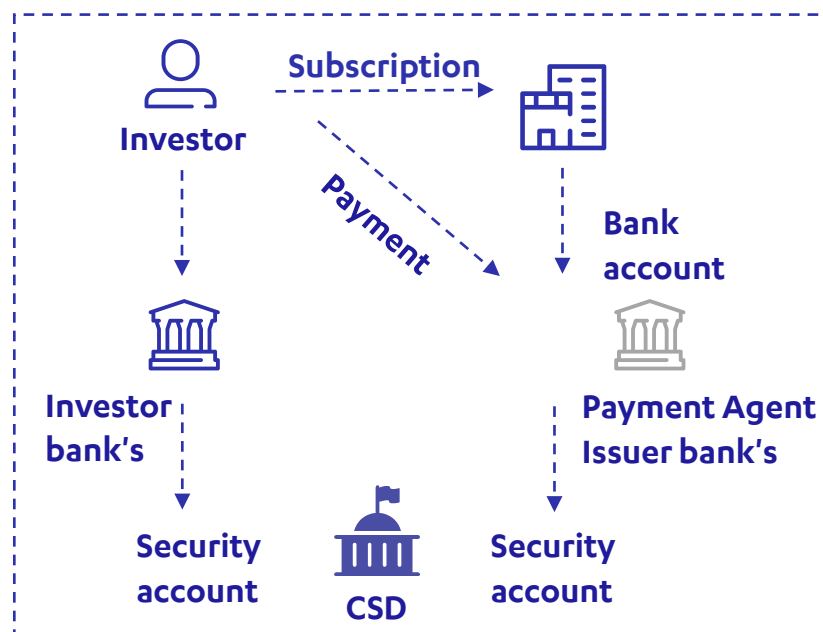 Subscription
Investor
Payment
Bank
account
Investor
bank's
Payment Agent
Issuer bank's
Security
account
CSD
Security
account